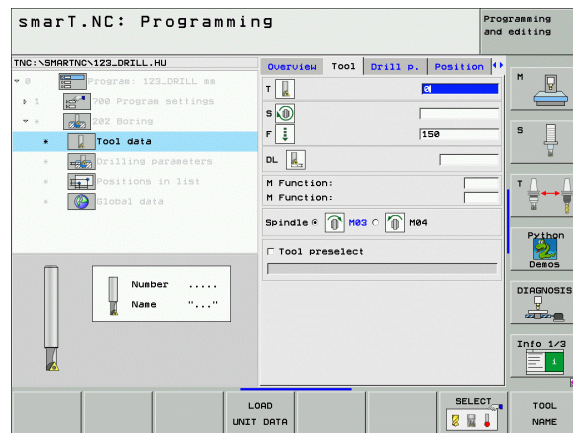 smarT.NC: Programming
Programming
and editing
TNC:\SMARTNC\123_DRILL.HU
0 Program: 123_DRILL mm
1 700 Program settings
* 202 Boring
* Tool data
* Drilling parameters
* Positions in list
* Global data
Number .....
Name "..."
Overview Tool Drill p. Position
T 0
S
F 150
DL
M Function:
M Function:
Spindle M03 M04
Tool preselect
M
S
T
Python
Demos
DIAGNOSIS
Info 1/3
LOAD
UNIT DATA
SELECT
TOOL
NAME